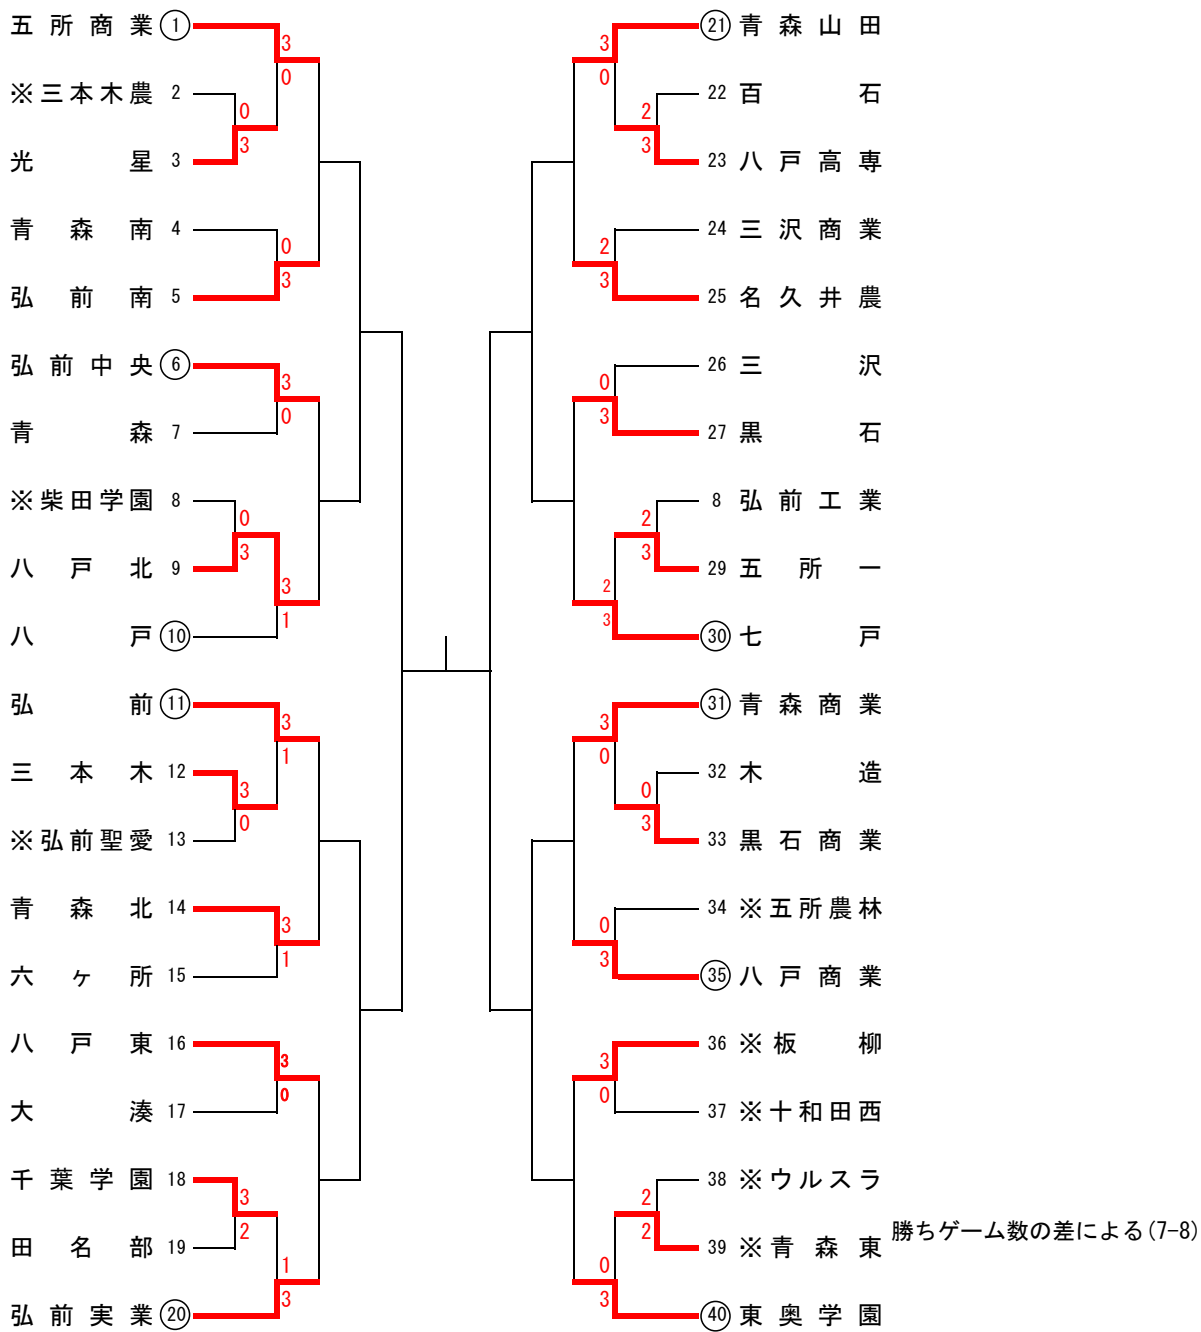 五所商業 ①
3
0
※三本木農 2
0
3
光星 3
青森南 4
0
3
弘前南 5
弘前中央 ⑥
3
0
青森 7
※柴田学園 8
0
3
八戸北 9
3
1
八戸 ⑩
弘前 ⑪
3
1
三本木 12
3
0
※弘前聖愛 13
青森北 14
3
1
六ヶ所 15
八戸東 16
3
0
大湊 17
千葉学園 18
3
2
田名部 19
1
3
弘前実業 ⑳
㉑ 青森山田
3
0
22 百石
2
3
23 八戸高専
24 三沢商業
2
3
25 名久井農
26 三沢
0
3
27 黒石
8 弘前工業
2
3
29 五所一
2
3
㉚ 七戸
㉛ 青森商業
3
0
32 木造
0
3
33 黒石商業
34 ※五所農林
0
3
㉟ 八戸商業
36 ※板柳
3
0
37 ※十和田西
38 ※ウルスラ
2
2
39 ※青森東 勝ちゲーム数の差による(7-8)
0
3
㊵ 東奥学園